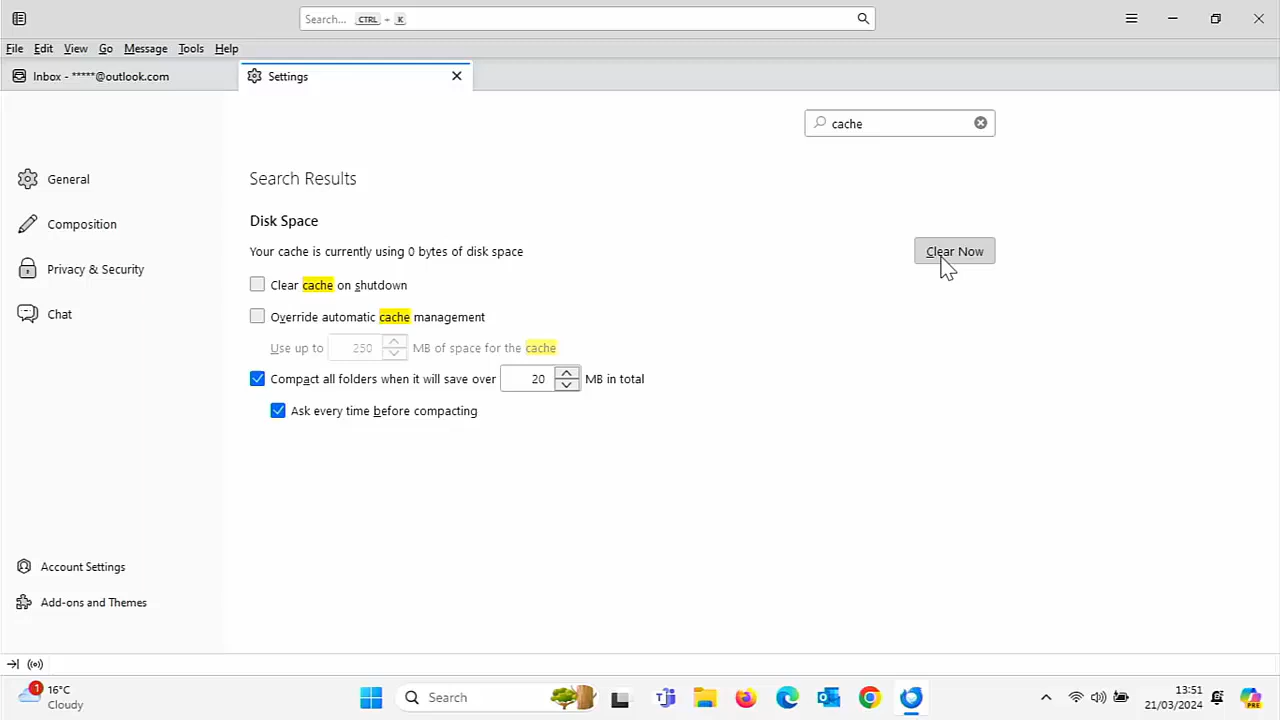 Search... CTRL + K
File Edit View Go Message Tools Help
Inbox - *****@outlook.com
Settings
cache
General
Composition
Privacy & Security
Chat
Search Results
Disk Space
Your cache is currently using 0 bytes of disk space
Clear Now
Clear cache on shutdown
Override automatic cache management
Use up to 250 MB of space for the cache
Compact all folders when it will save over 20 MB in total
Ask every time before compacting
Account Settings
Add-ons and Themes
1
16°C
Cloudy
Search
13:51
21/03/2024
PRE